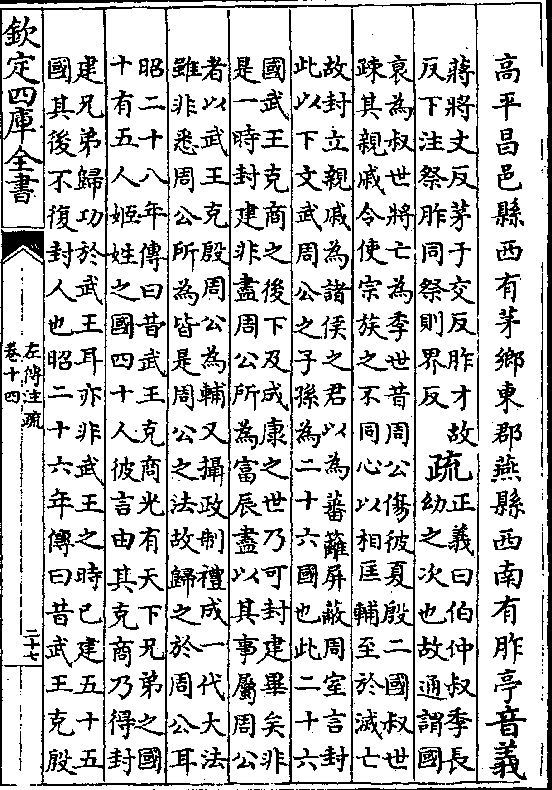 高平昌邑縣西有茅鄉東郡燕縣西南有胙亭音義
蔣將丈反茅于交反胙才故
反下注祭胙同祭則界反
疏
正義曰伯仲叔季長
幼之次也故通謂國
衰為叔世將亡為季世昔周公傷彼夏殷二國叔世
疎其親戚令使宗族之不同心以相匡輔至於滅亡
故封立親戚為諸侯之君以為蕃籬屏蔽周室言封
此以下文武周公之子孫為二十六國也此二十六
國武王克商之後下及成康之世乃可封建畢矣非
是一時封建非盡周公所為富辰盡以其事屬周公
者以武王克殷周公為輔又攝政制禮成一代大法
雖非悉周公所為皆是周公之法故歸之於周公耳
昭二十八年傳曰昔武王克商光有天下兄弟之國
十有五人姬姓之國四十人彼言由其克商乃得封
建兄弟歸功於武王耳亦非武王之時已建五十五
國其後不復封人也昭二十六年傳曰昔武王克殷
欽定四庫全書
左傳注疏
卷十四
二十七